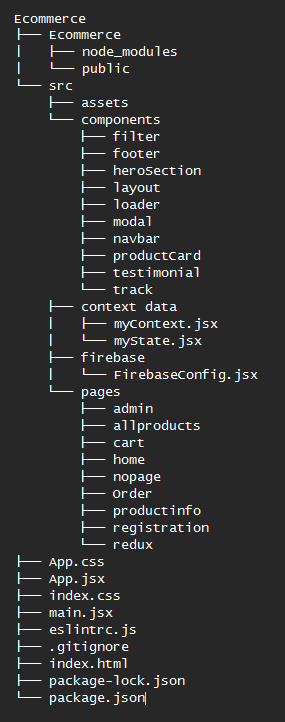 Ecommerce
├── Ecommerce
│   ├── node_modules
│   └── public
└── src
    ├── assets
    └── components
        ├── filter
        ├── footer
        ├── heroSection
        ├── layout
        ├── loader
        ├── modal
        ├── navbar
        ├── productCard
        ├── testimonial
        └── track
    ├── context data
    │   ├── myContext.jsx
    │   └── myState.jsx
    ├── firebase
    │   └── FirebaseConfig.jsx
    └── pages
        ├── admin
        ├── allproducts
        ├── cart
        ├── home
        ├── nopage
        ├── Order
        ├── productinfo
        ├── registration
        └── redux
├── App.css
├── App.jsx
├── index.css
├── main.jsx
├── eslintrc.js
├── .gitignore
├── index.html
├── package-lock.json
└── package.json